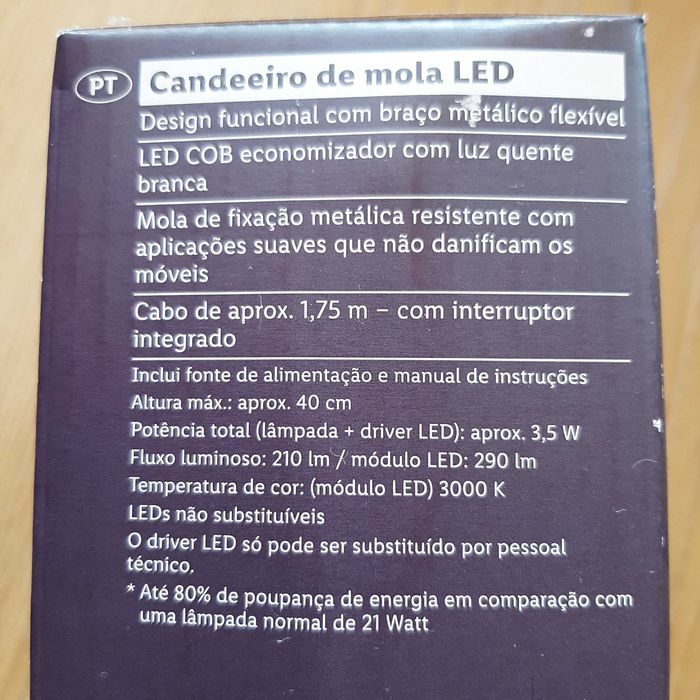 PT
Candeeiro de mola LED
Design funcional com braço metálico flexível
LED COB economizador com luz quente
branca
Mola de fixação metálica resistente com
aplicações suaves que não danificam os
móveis
Cabo de aprox. 1,75 m – com interruptor
integrado
Inclui fonte de alimentação e manual de instruções
Altura máx.: aprox. 40 cm
Potência total (lâmpada + driver LED): aprox. 3,5 W
Fluxo luminoso: 210 lm / módulo LED: 290 lm
Temperatura de cor: (módulo LED) 3000 K
LEDs não substituíveis
O driver LED só pode ser substituído por pessoal
técnico.
* Até 80% de poupança de energia em comparação com
uma lâmpada normal de 21 Watt